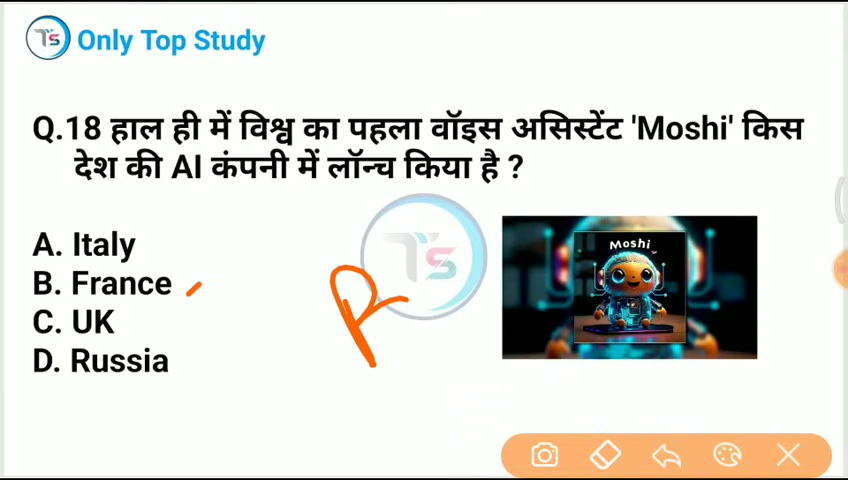 Only Top Study
Q.18 हाल ही में विश्व का पहला वॉइस असिस्टेंट 'Moshi' किस
देश की AI कंपनी में लॉन्च किया है ?
A. Italy
B. France
C. UK
D. Russia
Moshi